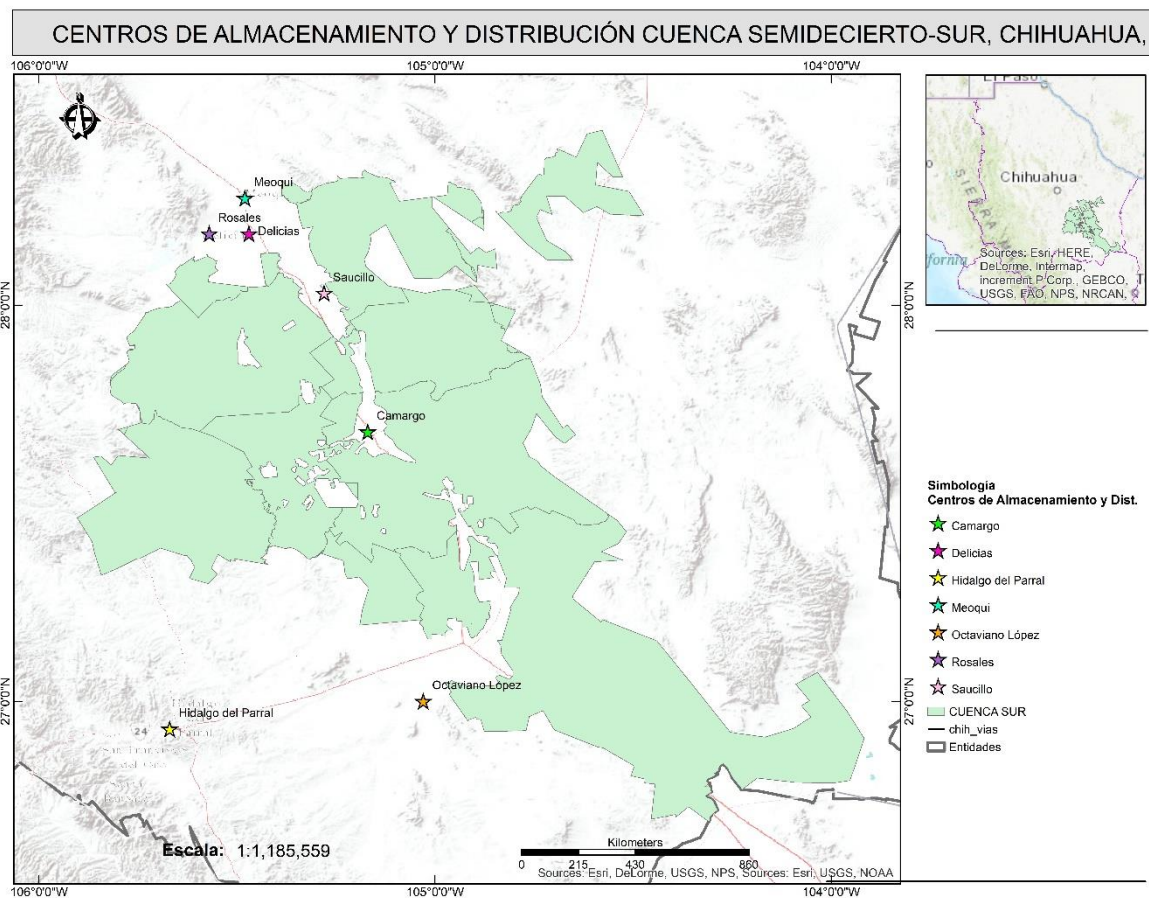 CENTROS DE ALMACENAMIENTO Y DISTRIBUCIÓN CUENCA SEMIDECIERTO-SUR, CHIHUAHUA,
106°0'0"W
105°0'0"W
104°0'0"W
El Paso
Chihuahua
SIERRA
fornia
Sources: Esri, HERE,
DeLorme, Intermap,
increment P Corp., GEBCO,
USGS, FAO, NPS, NRCAN,
Meoqui
Rosales
Delicias
Saucillo
28°0'0"N
28°0'0"N
Camargo
Simbología
Centros de Almacenamiento y Dist.
Camargo
Delicias
Hidalgo del Parral
Meoqui
Octaviano López
Rosales
Saucillo
CUENCA SUR
chih_vias
Entidades
Octaviano López
27°0'0"N
27°0'0"N
Hidalgo del Parral
24
Escala: 1:1,185,559
Kilometers
0 215 430 860
Sources: Esri, DeLorme, USGS, NPS, Sources: Esri, USGS, NOAA
106°0'0"W
105°0'0"W
104°0'0"W